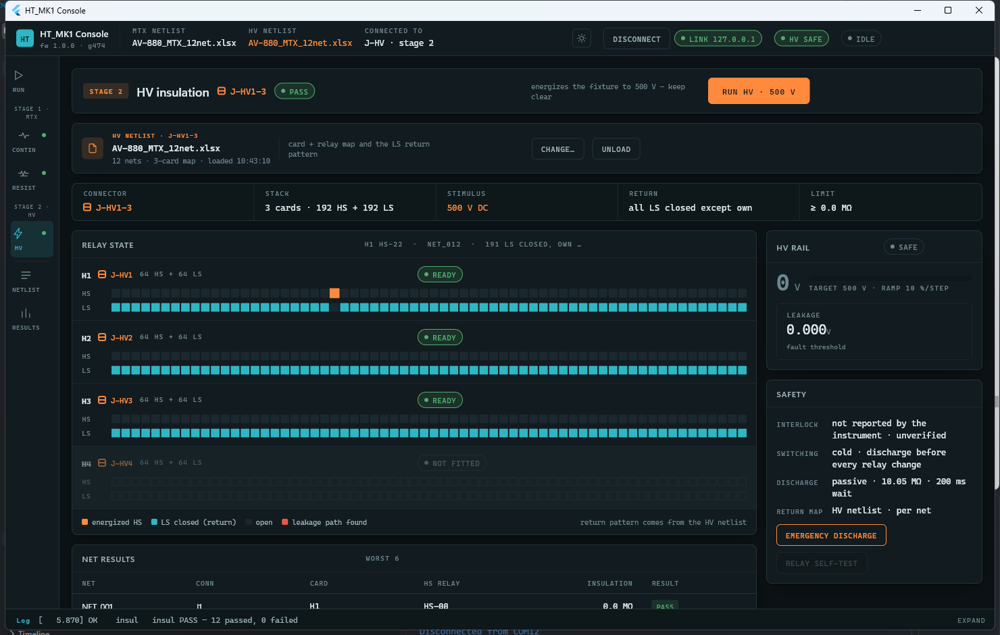 HT_MK1 Console
HT
HT_MK1 Console
fw 1.0.0 · g474
MTX NETLIST
AV-880_MTX_12net.xlsx
HV NETLIST
AV-880_MTX_12net.xlsx
CONNECTED TO
J-HV · stage 2
DISCONNECT
LINK 127.0.0.1
HV SAFE
IDLE
RUN
STAGE 1 ·
MTX
CONTIN
RESIST
STAGE 2 ·
HV
HV
NETLIST
RESULTS
STAGE 2
HV insulation
J-HV1-3
PASS
energizes the fixture to 500 V — keep
clear
RUN HV · 500 V
HV NETLIST · J-HV1-3
AV-880_MTX_12net.xlsx
12 nets · 3-card map · loaded 10:43:10
card + relay map and the LS return
pattern
CHANGE…
UNLOAD
CONNECTOR
J-HV1-3
STACK
3 cards · 192 HS + 192 LS
STIMULUS
500 V DC
RETURN
all LS closed except own
LIMIT
≥ 0.0 MΩ
RELAY STATE
H1 HS-22 · NET_012 · 191 LS CLOSED, OWN …
H1 J-HV1 64 HS + 64 LS
READY
HS
LS
H2 J-HV2 64 HS + 64 LS
READY
HS
LS
H3 J-HV3 64 HS + 64 LS
READY
HS
LS
H4 J-HV4 64 HS + 64 LS
NOT FITTED
HS
LS
energized HS
LS closed (return)
open
leakage path found
return pattern comes from the HV netlist
HV RAIL
SAFE
0 V
TARGET 500 V · RAMP 10 %/STEP
LEAKAGE
0.000V
fault threshold
SAFETY
INTERLOCK
not reported by the
instrument · unverified
SWITCHING
cold · discharge before
every relay change
DISCHARGE
passive · 10.05 MΩ · 200 ms
wait
RETURN MAP
HV netlist · per net
EMERGENCY DISCHARGE
RELAY SELF-TEST
NET RESULTS
WORST 6
NET CONN CARD HS RELAY INSULATION RESULT
NET_001 J1 H1 HS-00 0.0 MΩ PASS
Log [ 5.870] OK insul insul PASS — 12 passed, 0 failed
EXPAND
Timeline
Disconnected from COM12